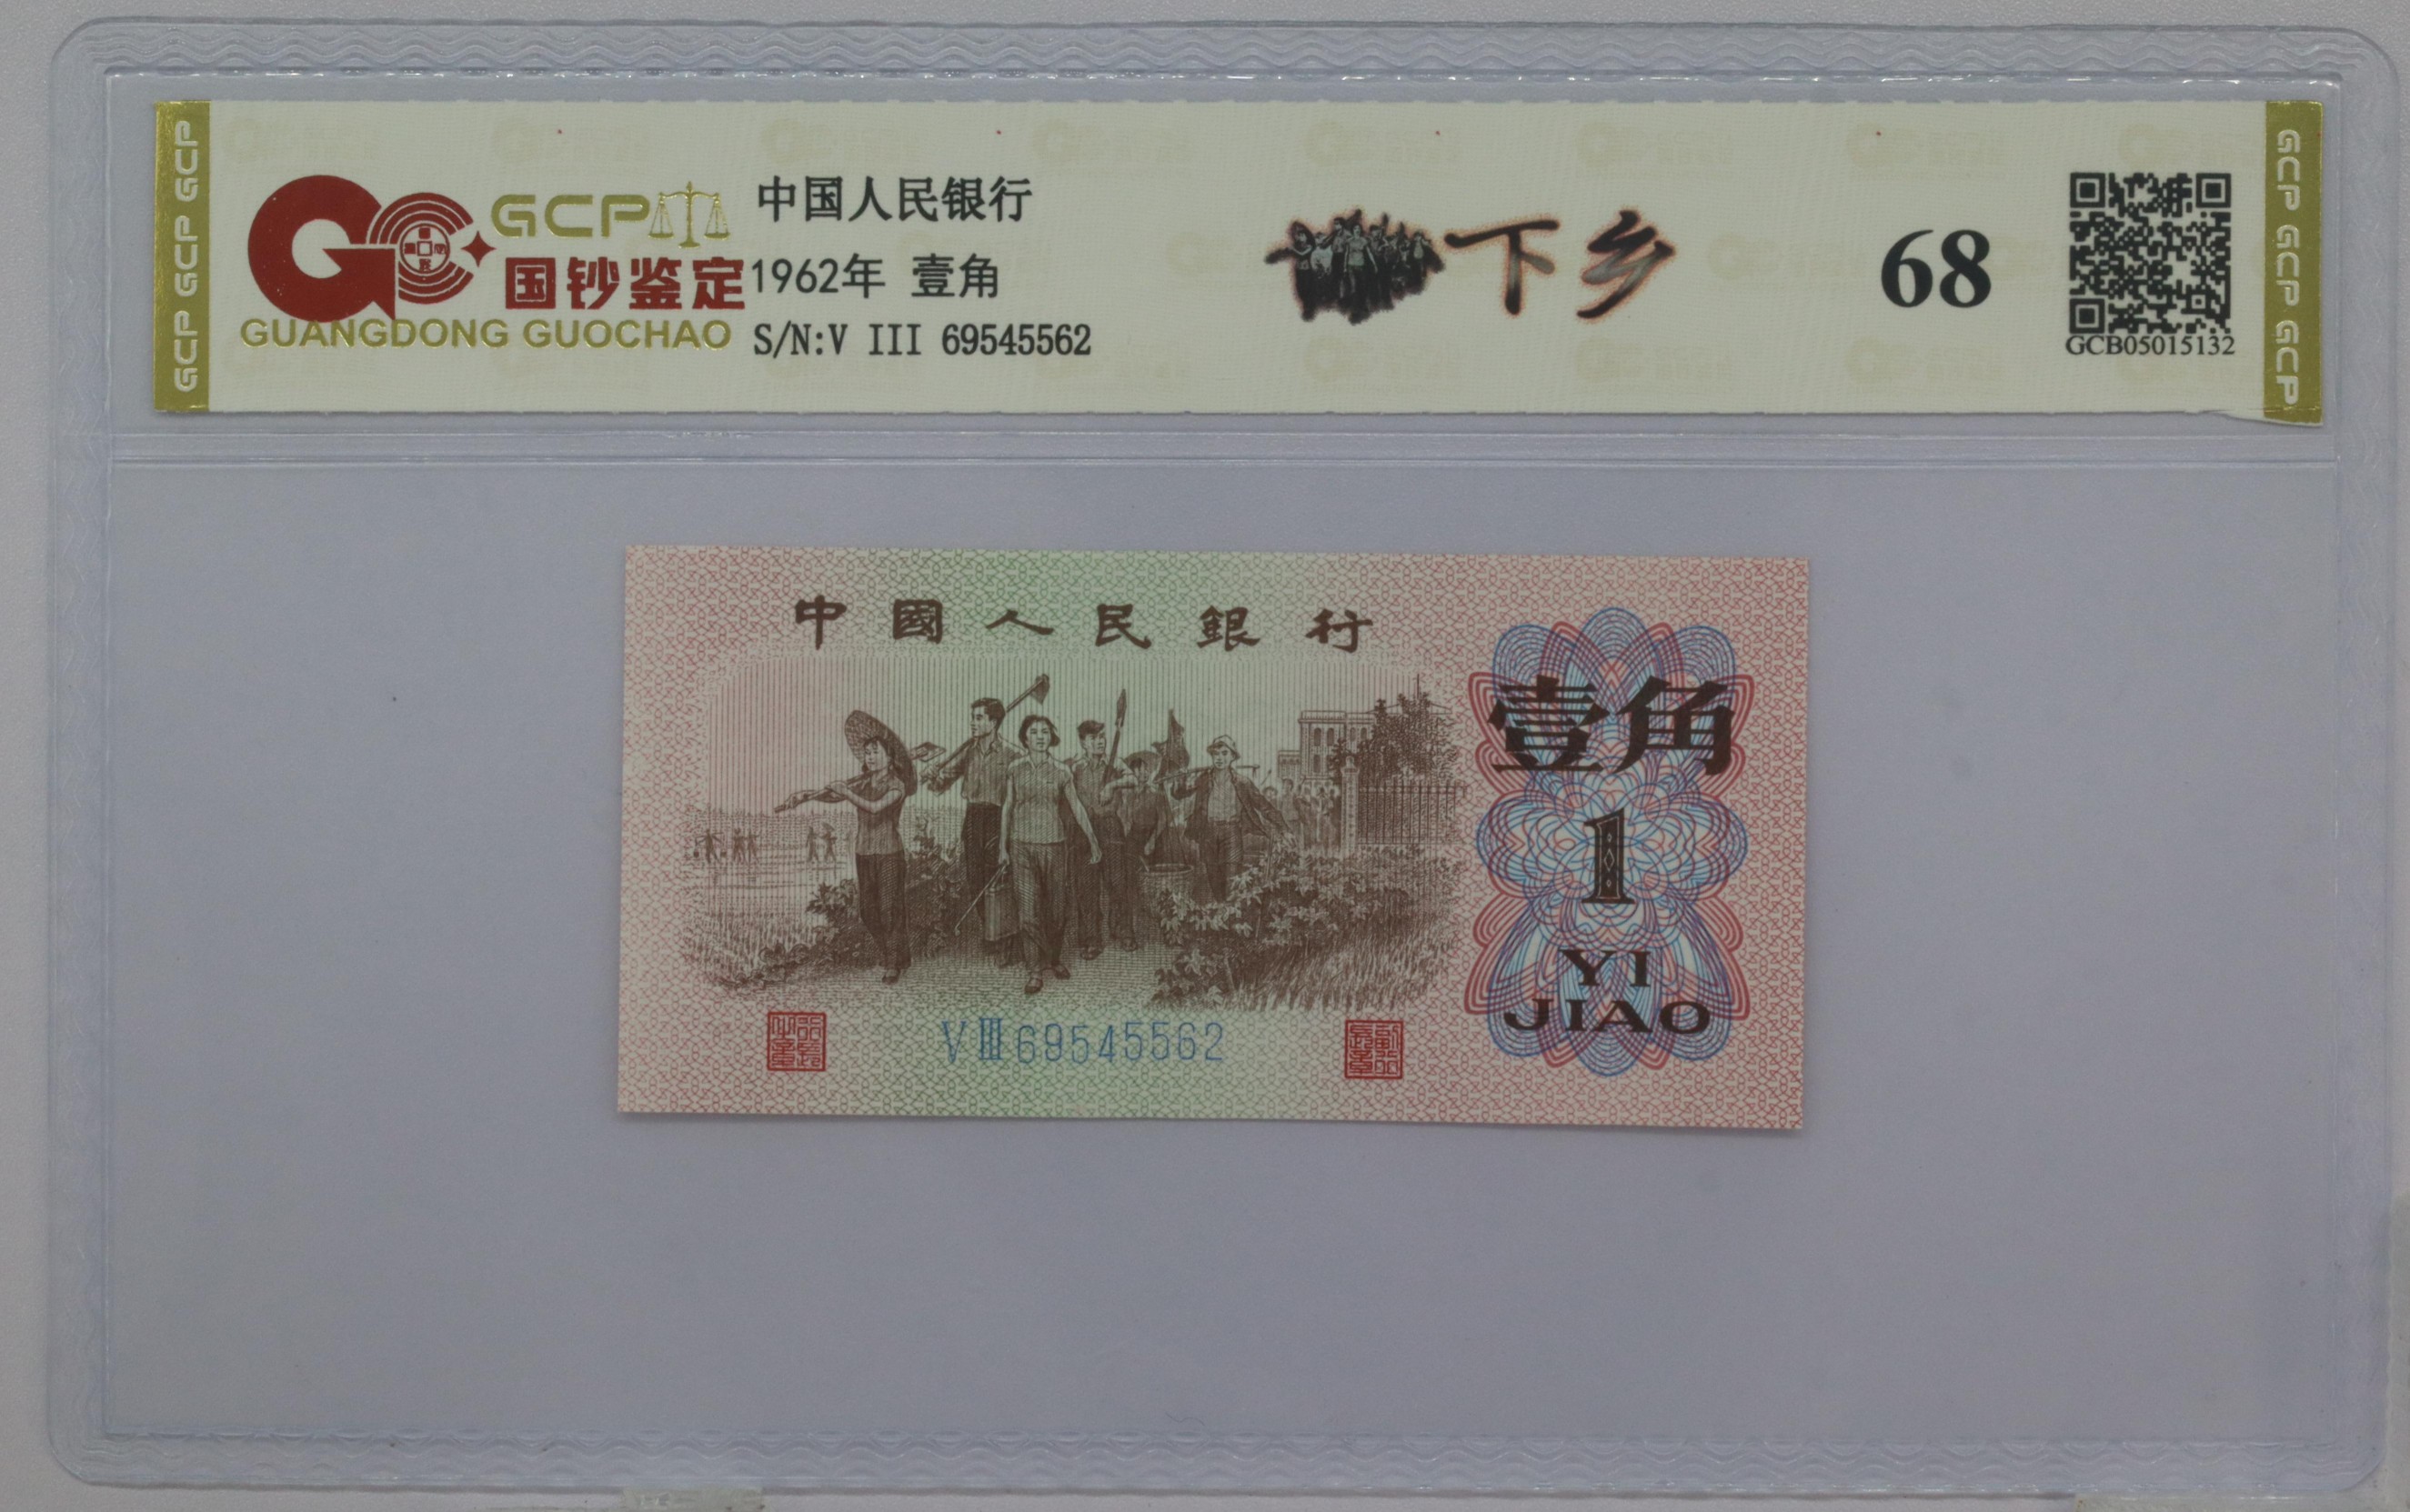 GCP GCP GCP
GCP
国钞鉴定
GUANGDONG GUOCHAO
中国人民银行
1962年 壹角
S/N:V III 69545562
下乡
68
GCB05015132
GCP GCP GCP
中國人民銀行
壹角
1
YI
JIAO
VIII69545562